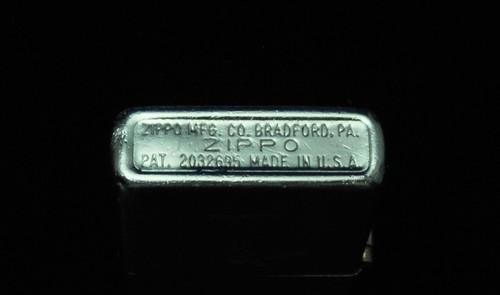 ZIPPO MFG. CO. BRADFORD, PA.
ZIPPO
PAT. 2032695 MADE IN U.S.A.